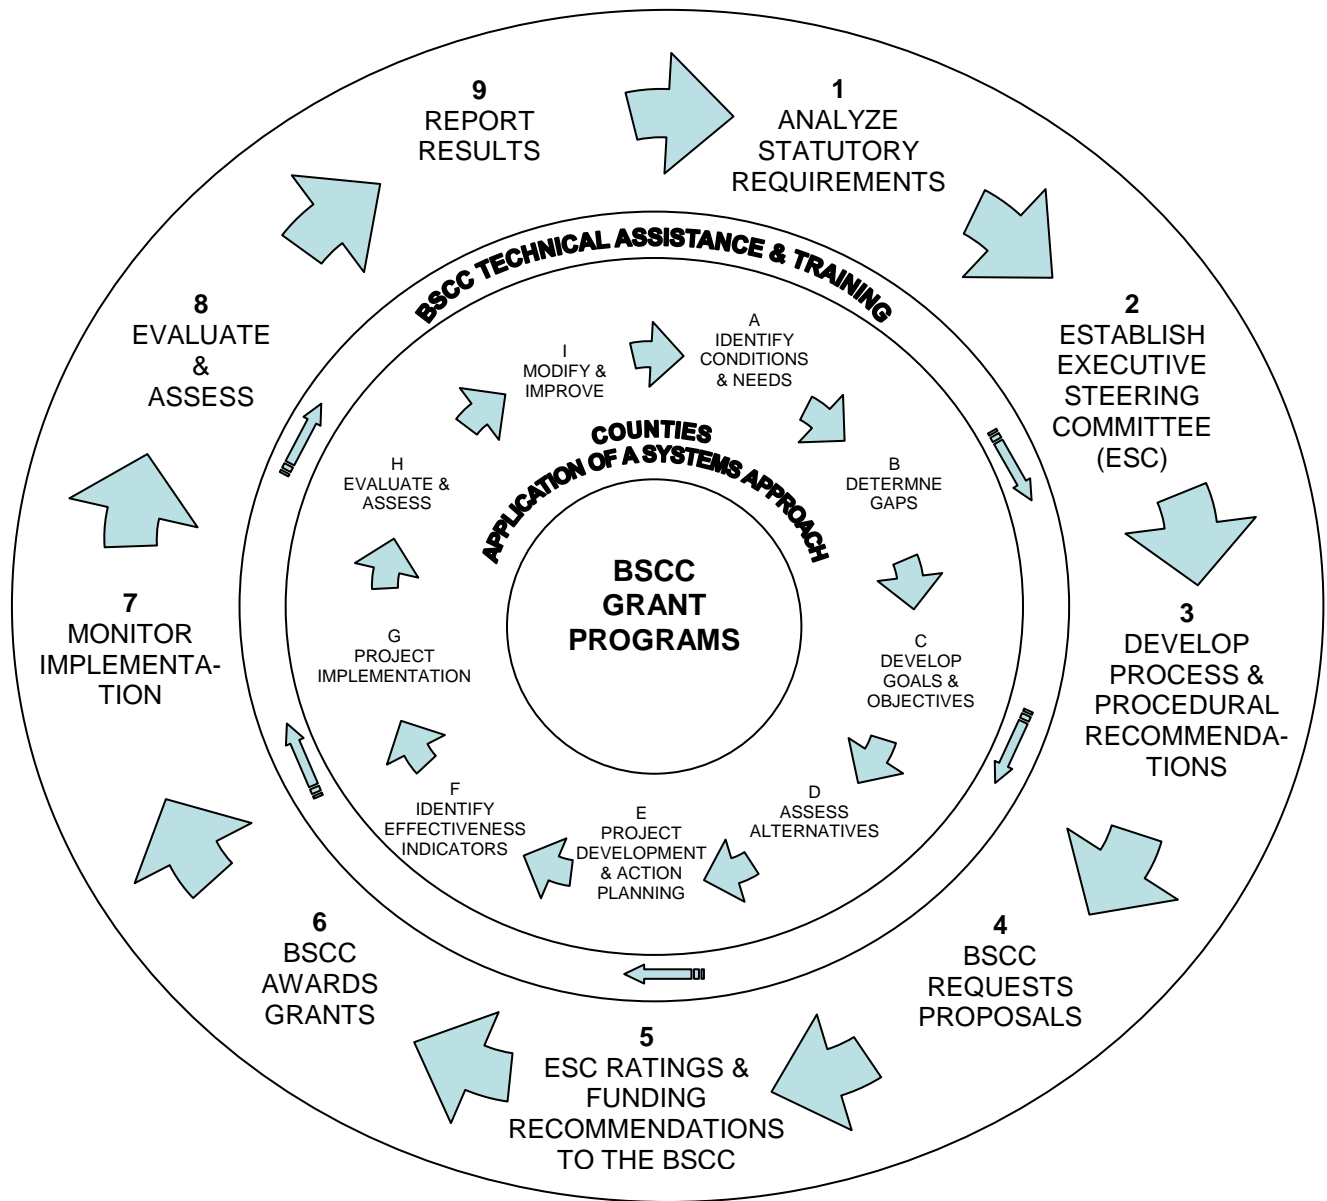 1
ANALYZE
STATUTORY
REQUIREMENTS
2
ESTABLISH
EXECUTIVE
STEERING
COMMITTEE
(ESC)
3
DEVELOP
PROCESS &
PROCEDURAL
RECOMMENDA-
TIONS
4
BSCC
REQUESTS
PROPOSALS
5
ESC RATINGS &
FUNDING
RECOMMENDATIONS
TO THE BSCC
6
BSCC
AWARDS
GRANTS
7
MONITOR
IMPLEMENTA-
TION
8
EVALUATE
&
ASSESS
9
REPORT
RESULTS
BSCC TECHNICAL ASSISTANCE & TRAINING
A
IDENTIFY
CONDITIONS
& NEEDS
B
DETERMNE
GAPS
C
DEVELOP
GOALS &
OBJECTIVES
D
ASSESS
ALTERNATIVES
E
PROJECT
DEVELOPMENT
& ACTION
PLANNING
F
IDENTIFY
EFFECTIVENESS
INDICATORS
G
PROJECT
IMPLEMENTATION
H
EVALUATE &
ASSESS
I
MODIFY &
IMPROVE
COUNTIES
APPLICATION OF A SYSTEMS APPROACH
BSCC
GRANT
PROGRAMS